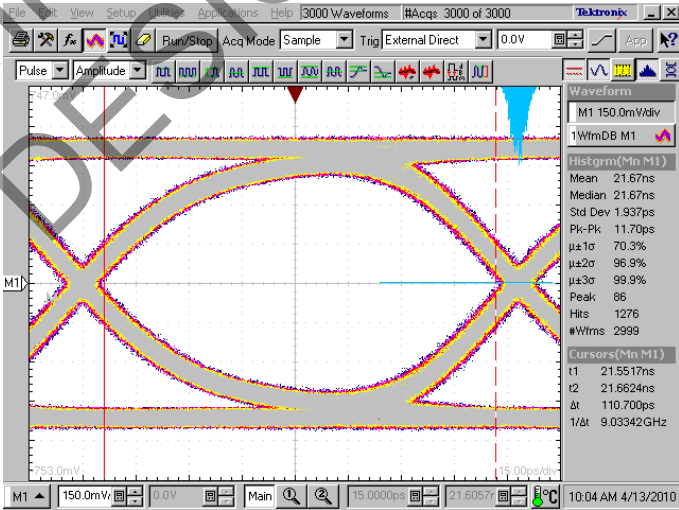 File Edit View Setup Utilities Applications Help 3000 Waveforms #Acqs 3000 of 3000 Tektronix
Run/Stop Acq Mode Sample Trig External Direct 0.0V App
Pulse Amplitude
747.0mV
DESIG
Waveform
M1 150.0mV/div
1WfmDB M1
Histgrm(Mn M1)
Mean 21.67ns
Median 21.67ns
Std Dev 1.937ps
Pk-Pk 11.70ps
µ±1σ 70.3%
µ±2σ 96.9%
µ±3σ 99.9%
Peak 86
Hits 1276
#Wfms 2999
Cursors(Mn M1)
t1 21.5517ns
t2 21.6624ns
Δt 110.700ps
1/Δt 9.03342GHz
M1
-753.0mV 15.00ps/div
M1 150.0mV/ 0.0V Main 15.0000ps 21.6057r °C 10:04 AM 4/13/2010